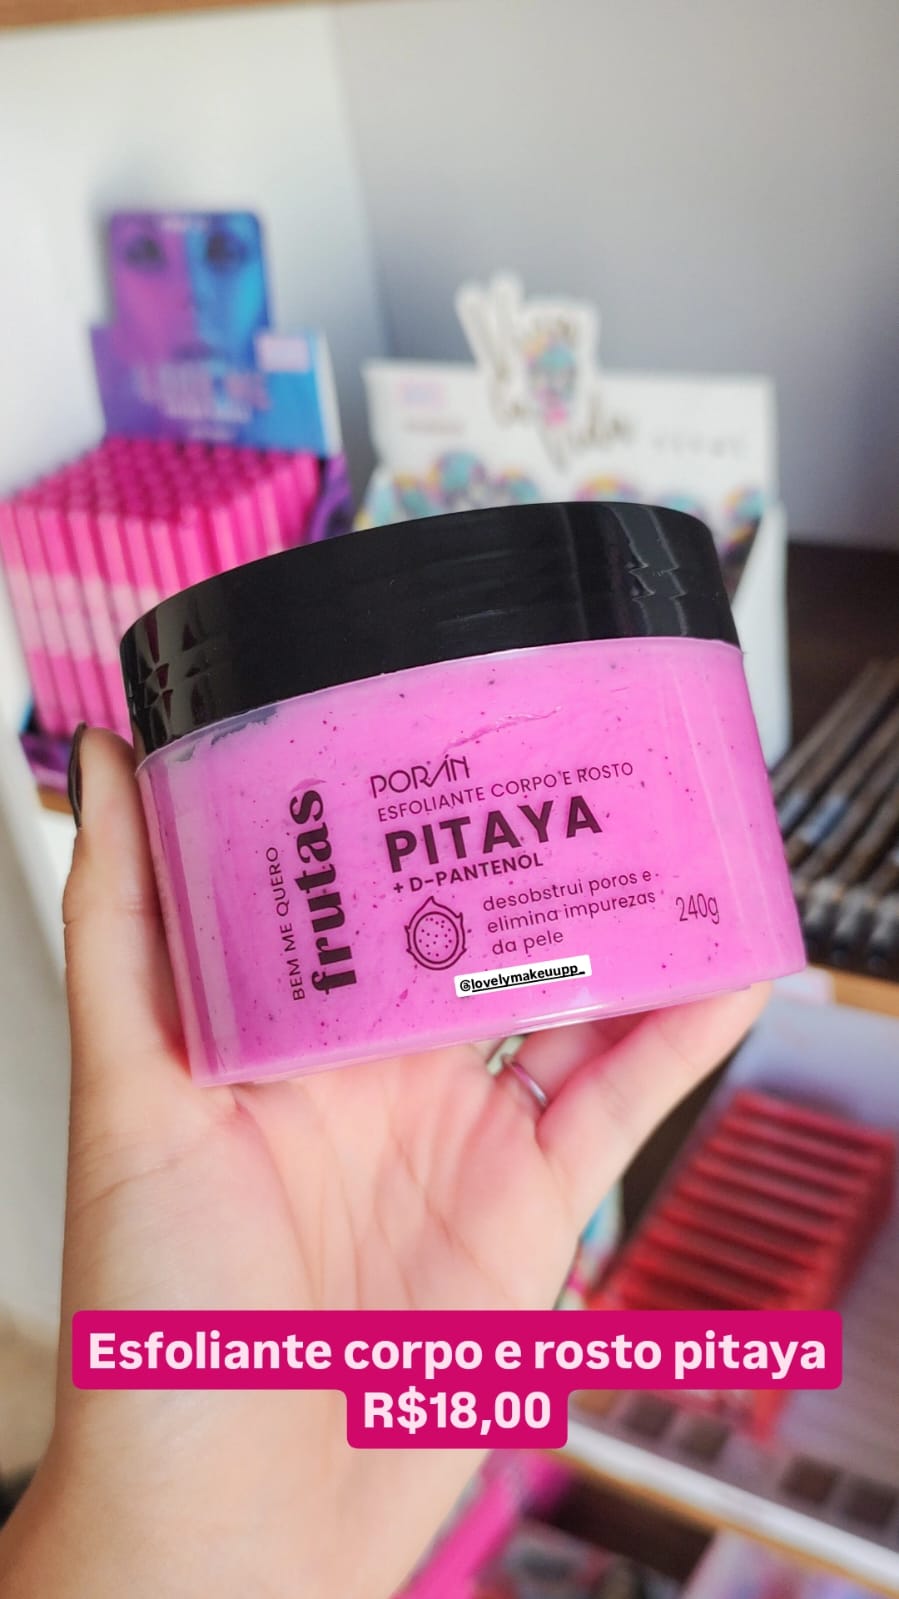 BEM ME QUERO
frutas
PORÁN
ESFOLIANTE CORPO E ROSTO
PITAYA
+ D-PANTENOL
desobstrui poros e
elimina impurezas
da pele
240g
@lovelymakeuupp_
Esfoliante corpo e rosto pitaya
R$18,00